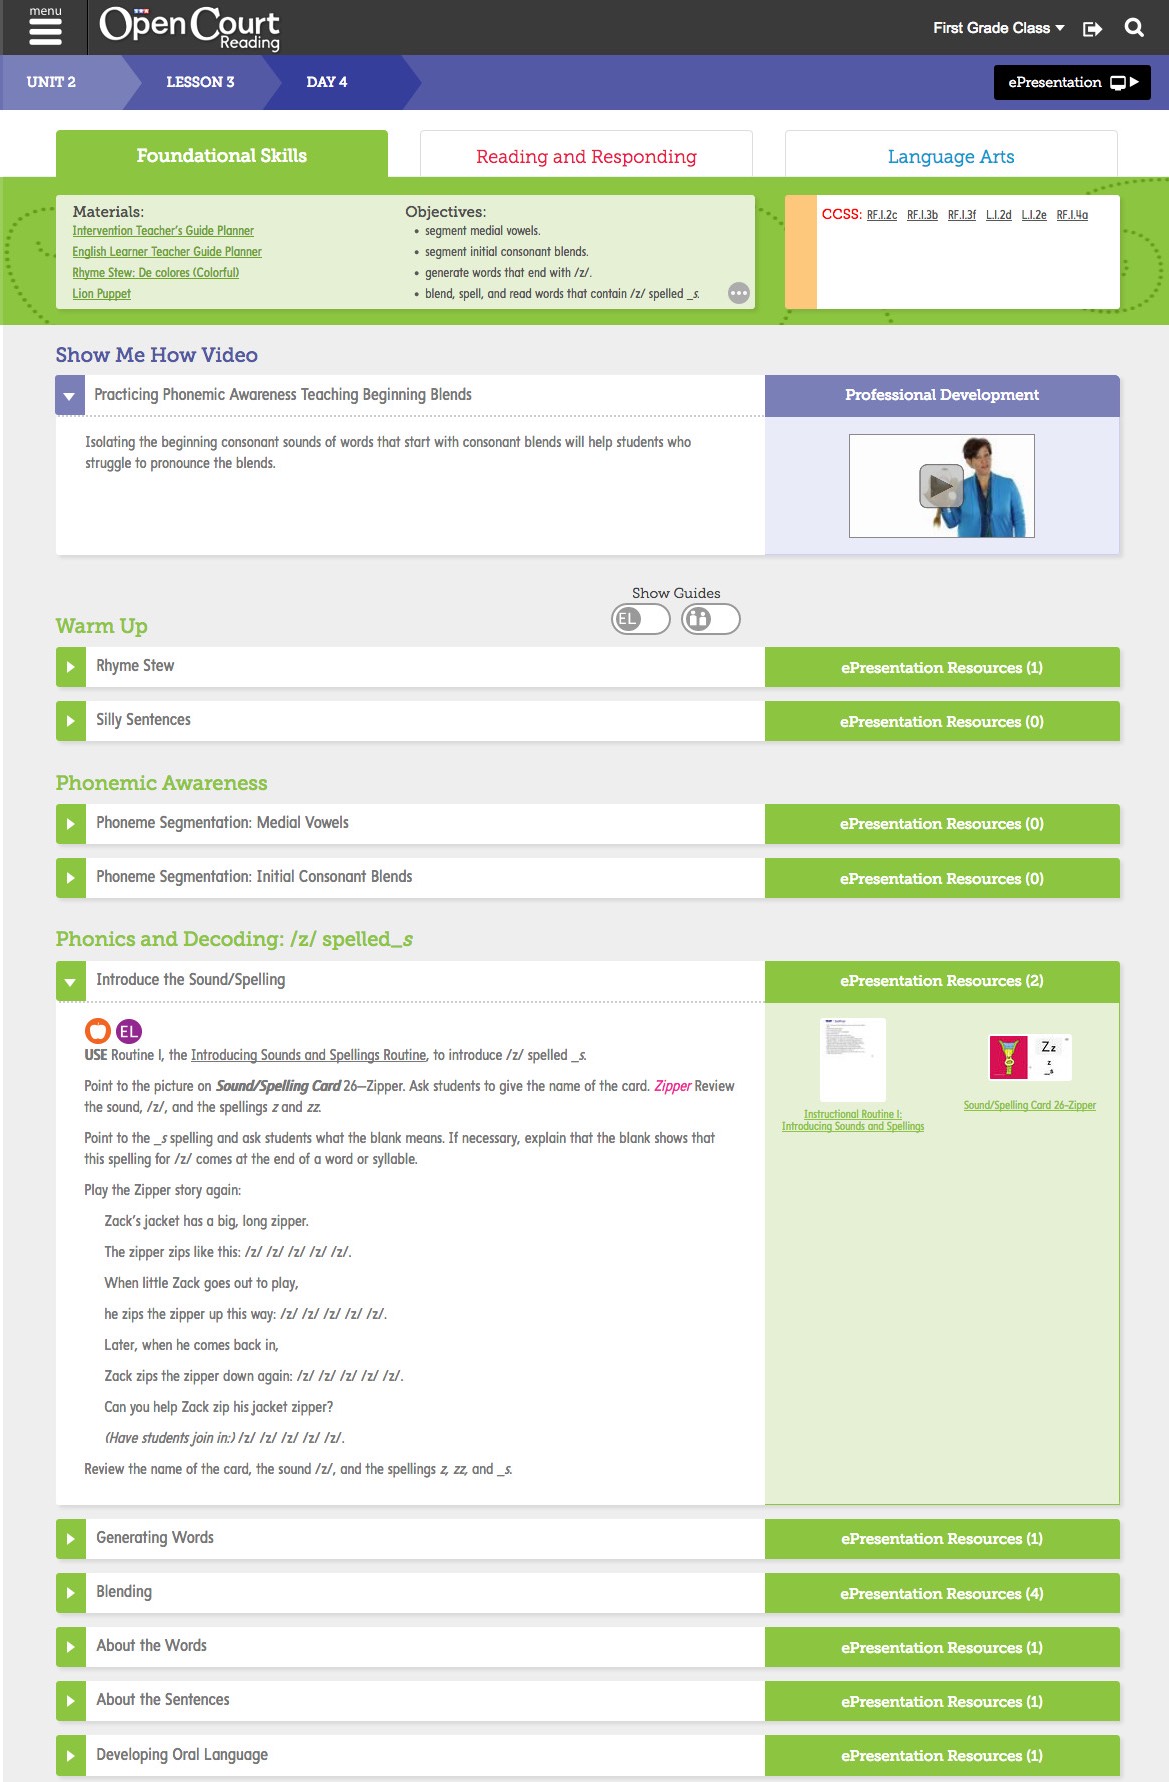 menu
Open Court
Reading
First Grade Class
UNIT 2
LESSON 3
DAY 4
ePresentation
Foundational Skills
Reading and Responding
Language Arts
Materials:
Intervention Teacher's Guide Planner
English Learner Teacher Guide Planner
Rhyme Stew: De colores (Colorful)
Lion Puppet
Objectives:
• segment medial vowels.
• segment initial consonant blends.
• generate words that end with /z/.
• blend, spell, and read words that contain /z/ spelled _s.
CCSS: RF.1.2c RF.1.3b RF.1.3f L.1.2d L.1.2e RF.1.4a
Show Me How Video
Practicing Phonemic Awareness Teaching Beginning Blends
Professional Development
Isolating the beginning consonant sounds of words that start with consonant blends will help students who
struggle to pronounce the blends.
Show Guides
EL
Warm Up
Rhyme Stew
ePresentation Resources (1)
Silly Sentences
ePresentation Resources (0)
Phonemic Awareness
Phoneme Segmentation: Medial Vowels
ePresentation Resources (0)
Phoneme Segmentation: Initial Consonant Blends
ePresentation Resources (0)
Phonics and Decoding: /z/ spelled_s
Introduce the Sound/Spelling
ePresentation Resources (2)
EL
USE Routine 1, the Introducing Sounds and Spellings Routine, to introduce /z/ spelled _s.
Point to the picture on Sound/Spelling Card 26—Zipper. Ask students to give the name of the card. Zipper Review
the sound, /z/, and the spellings z and zz.
Point to the _s spelling and ask students what the blank means. If necessary, explain that the blank shows that
this spelling for /z/ comes at the end of a word or syllable.
Play the Zipper story again:
Zack's jacket has a big, long zipper.
The zipper zips like this: /z/ /z/ /z/ /z/ /z/.
When little Zack goes out to play,
he zips the zipper up this way: /z/ /z/ /z/ /z/ /z/.
Later, when he comes back in,
Zack zips the zipper down again: /z/ /z/ /z/ /z/ /z/.
Can you help Zack zip his jacket zipper?
(Have students join in:) /z/ /z/ /z/ /z/ /z/.
Review the name of the card, the sound /z/, and the spellings z, zz, and _s.
Instructional Routine 1:
Introducing Sounds and Spellings
Zz
z
_s
Sound/Spelling Card 26-Zipper
Generating Words
ePresentation Resources (1)
Blending
ePresentation Resources (4)
About the Words
ePresentation Resources (1)
About the Sentences
ePresentation Resources (1)
Developing Oral Language
ePresentation Resources (1)